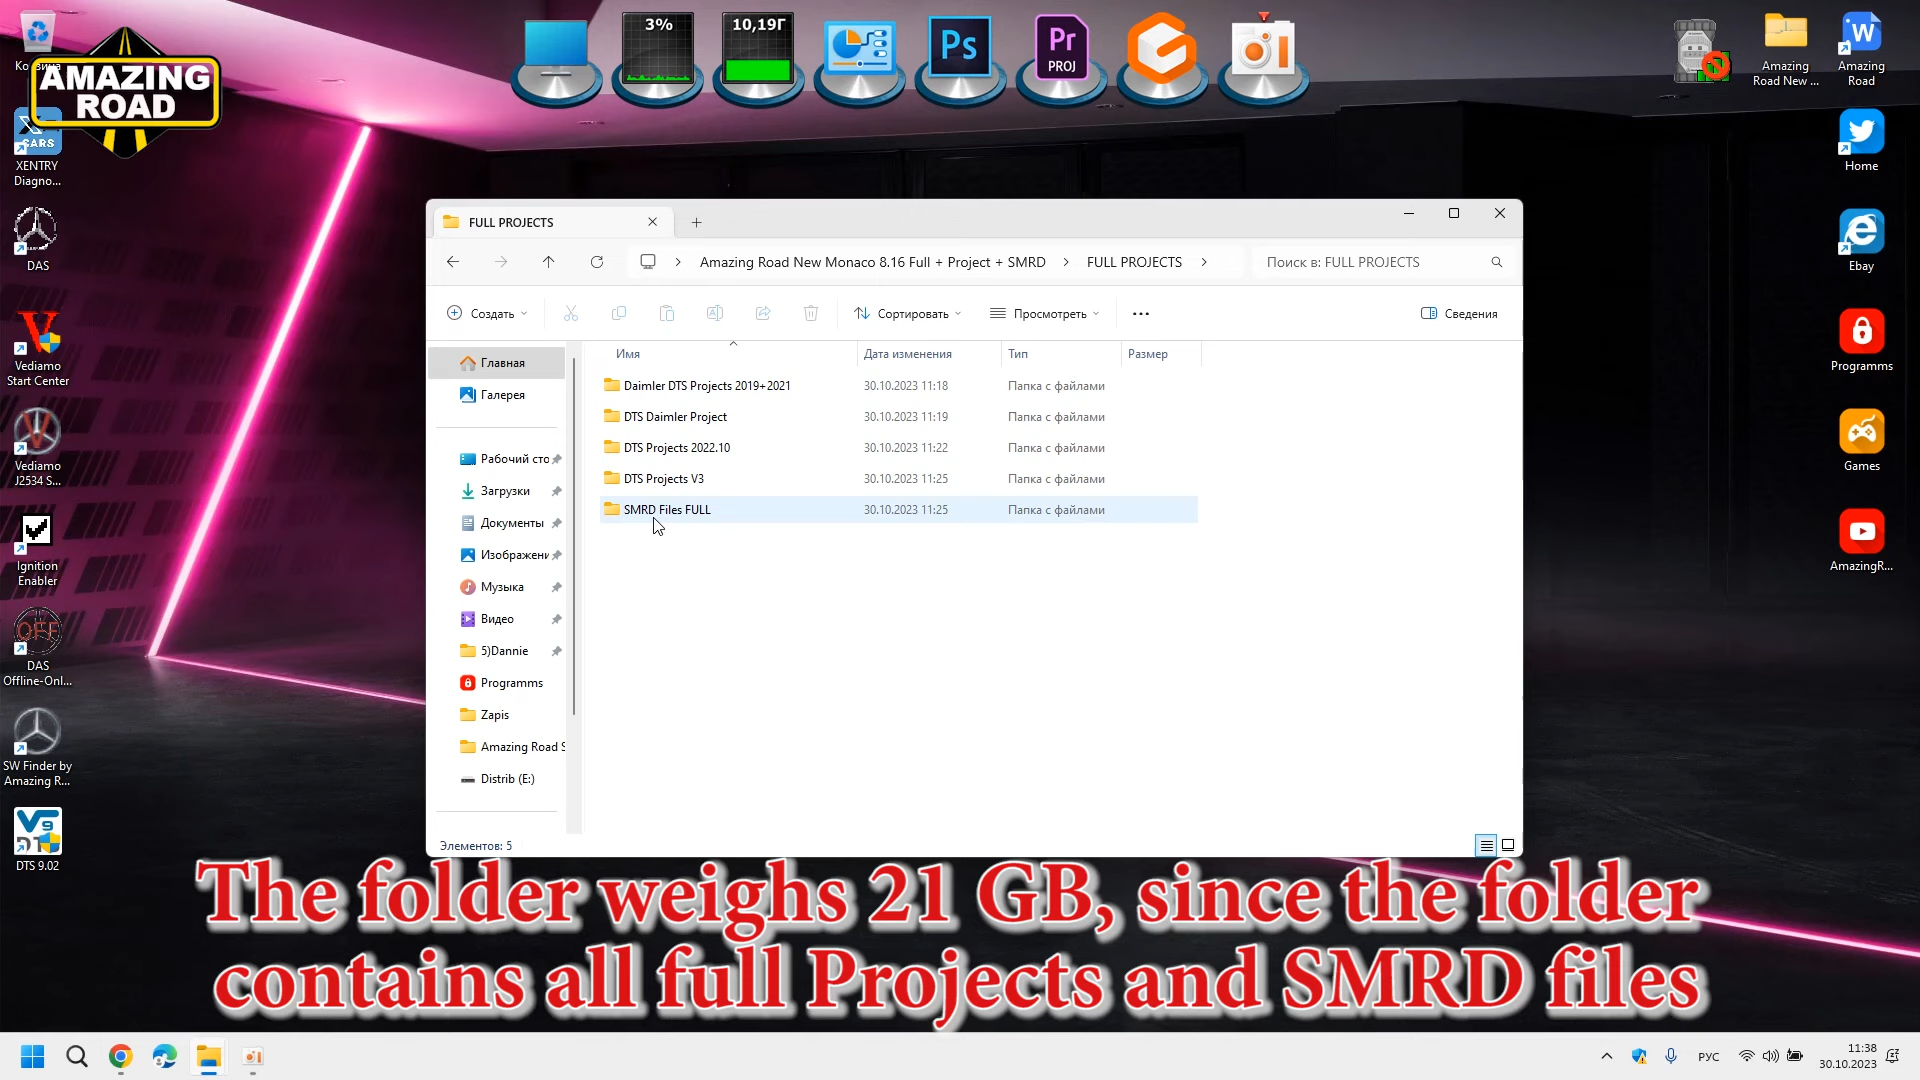 Ко
зина
AMAZING
ROAD
CARS
XENTRY
Diagno...
DAS
Vediamo
Start Center
Vediamo
J2534 S...
Ignition
Enabler
OFF
DAS
Offline-Onl...
SW Finder by
Amazing R...
V9
DTS
DTS 9.02
3%
10,19Г
Ps
Pr
PROJ
Amazing
Road New ...
W
Amazing
Road
Home
Ebay
Programms
Games
AmazingR...
FULL PROJECTS
Amazing Road New Monaco 8.16 Full + Project + SMRD > FULL PROJECTS >
Поиск в: FULL PROJECTS
Создать
Сортировать
Просмотреть
Сведения
Имя Дата изменения Тип Размер
Главная
Галерея
Рабочий сто
Загрузки
Документы
Изображени
Музыка
Видео
5)Dannie
Programms
Zapis
Amazing Road S
Distrib (E:)
Daimler DTS Projects 2019+2021 30.10.2023 11:18 Папка с файлами
DTS Daimler Project 30.10.2023 11:19 Папка с файлами
DTS Projects 2022.10 30.10.2023 11:22 Папка с файлами
DTS Projects V3 30.10.2023 11:25 Папка с файлами
SMRD Files FULL 30.10.2023 11:25 Папка с файлами
Элементов: 5
The folder weighs 21 GB, since the folder
contains all full Projects and SMRD files
РУС
11:38
30.10.2023